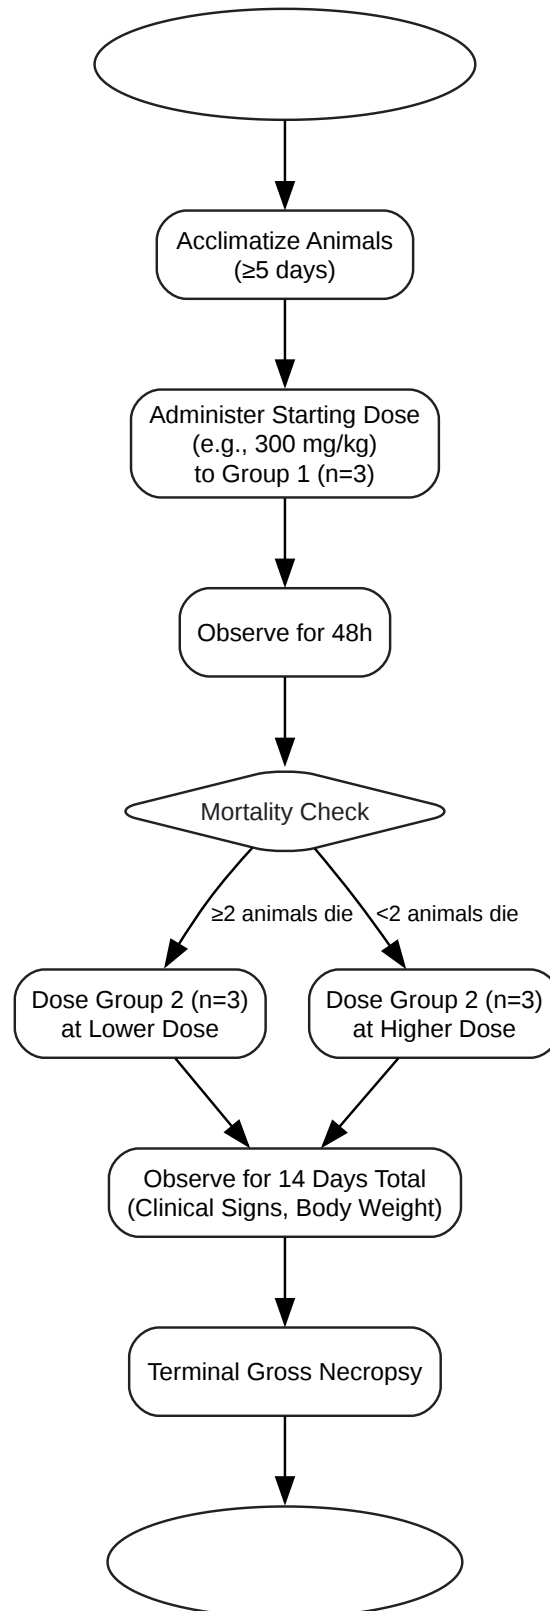 Acclimatize Animals
(≥5 days)
Administer Starting Dose
(e.g., 300 mg/kg)
to Group 1 (n=3)
Observe for 48h
Mortality Check
≥2 animals die
<2 animals die
Dose Group 2 (n=3)
at Lower Dose
Dose Group 2 (n=3)
at Higher Dose
Observe for 14 Days Total
(Clinical Signs, Body Weight)
Terminal Gross Necropsy